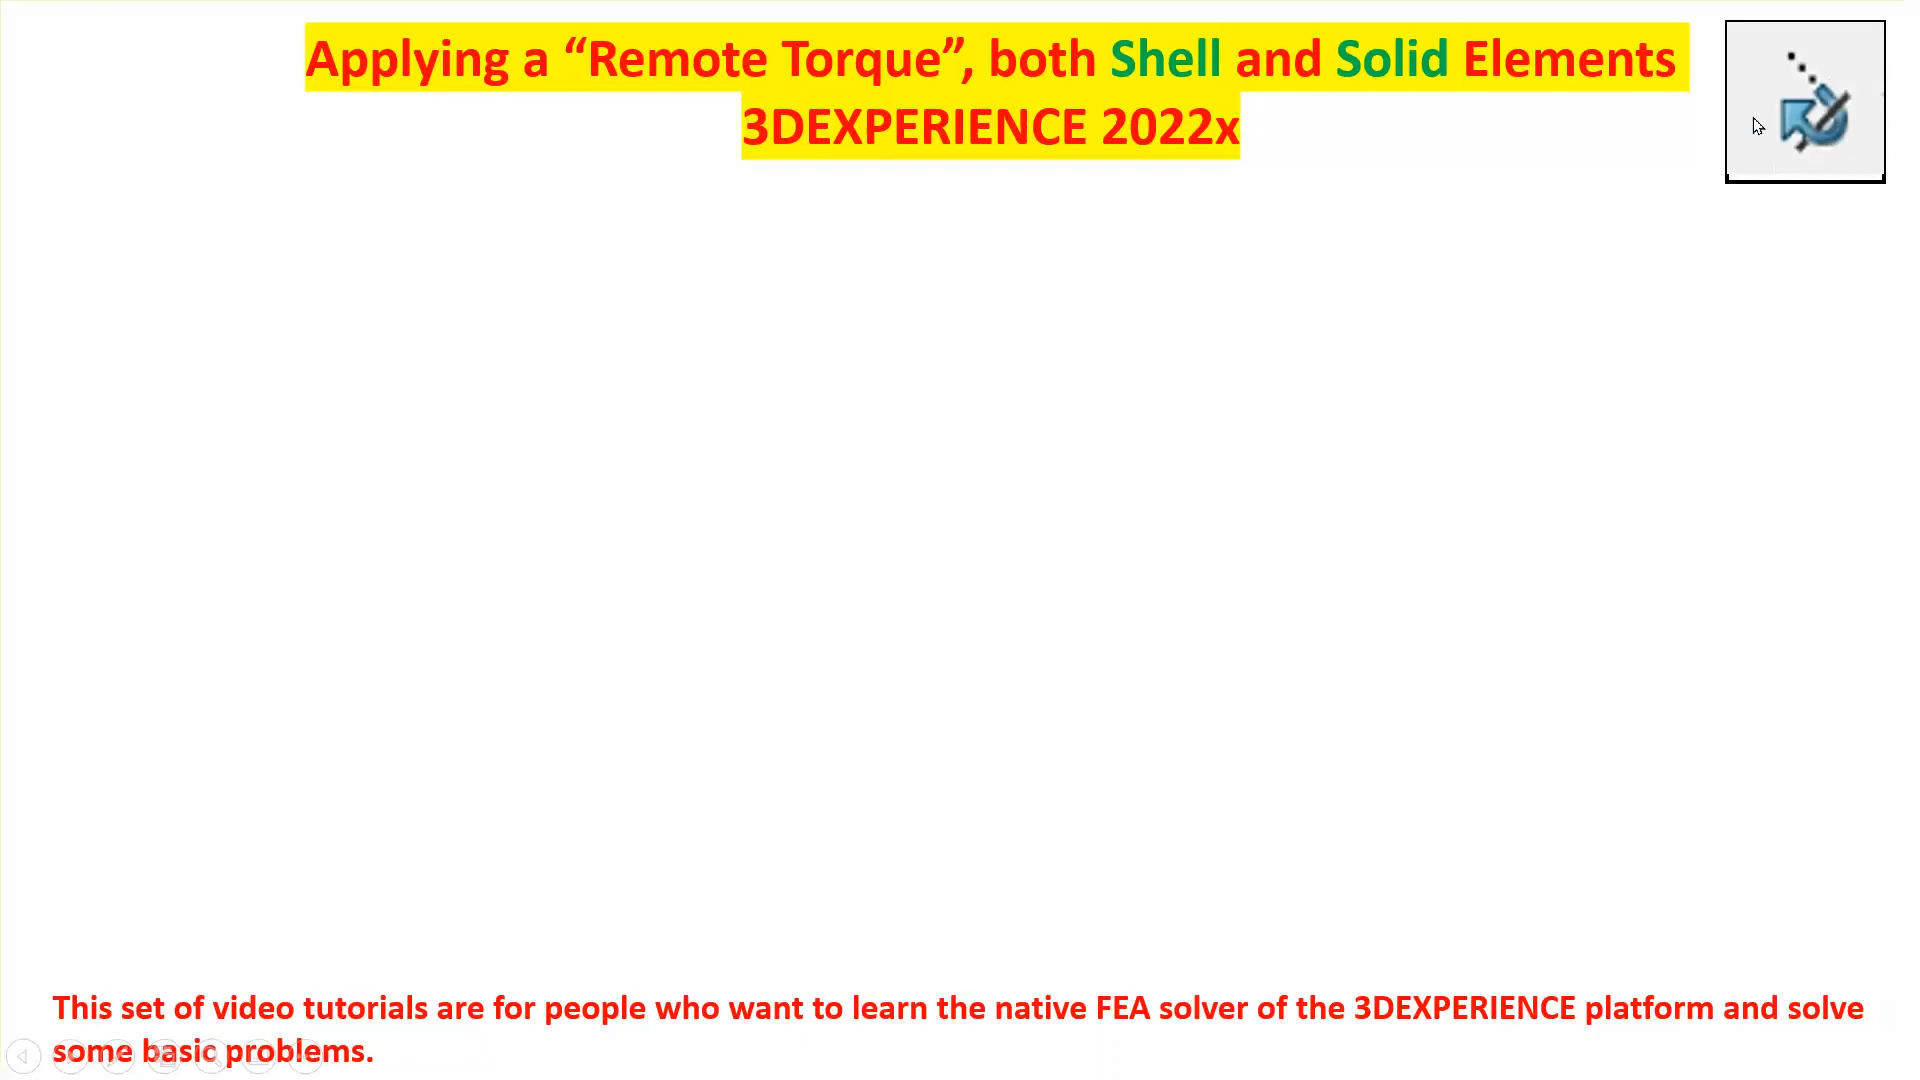 Applying a “Remote Torque”, both Shell and Solid Elements
3DEXPERIENCE 2022x
This set of video tutorials are for people who want to learn the native FEA solver of the 3DEXPERIENCE platform and solve
some basic problems.